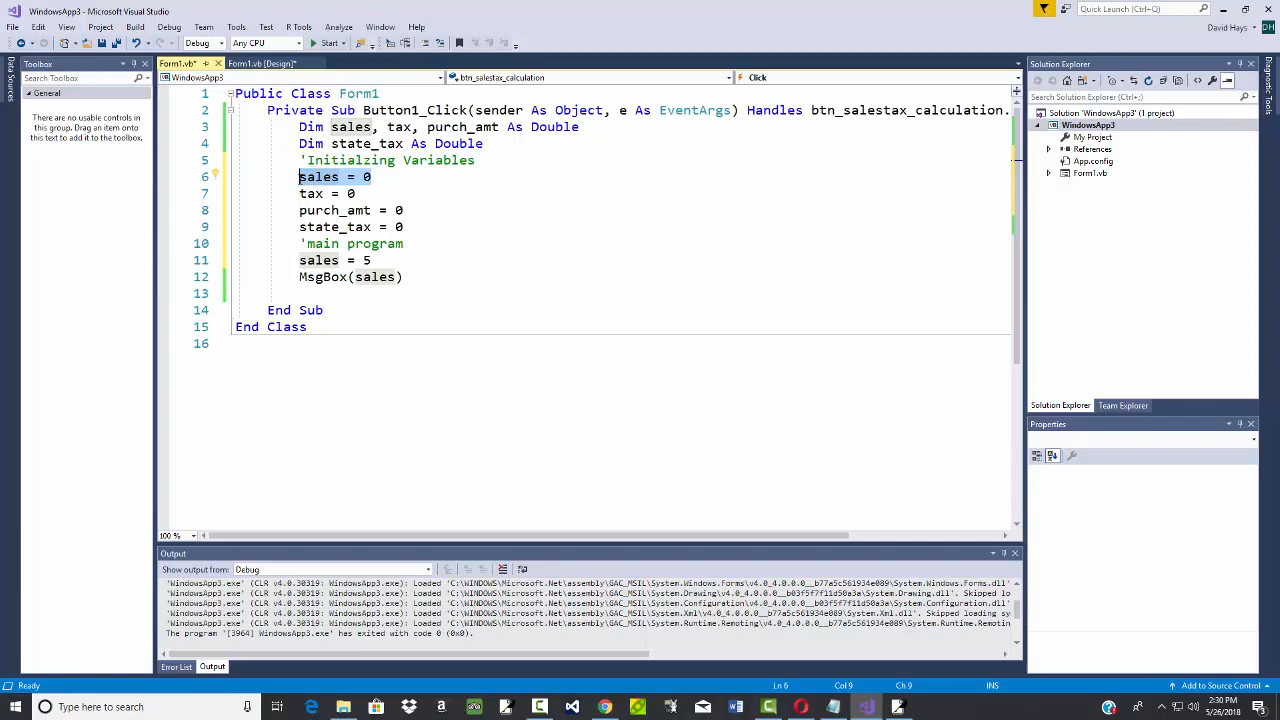 WindowsApp3 - Microsoft Visual Studio
Quick Launch (Ctrl+Q)
File Edit View Project Build Debug Team Tools Test R Tools Analyze Window Help
David Hays DH
Debug Any CPU Start
Data Sources
Toolbox
Search Toolbox
General
There are no usable controls in
this group. Drag an item onto
this text to add it to the toolbox.
Form1.vb* Form1.vb [Design]*
WindowsApp3 btn_salestax_calculation Click
1 Public Class Form1
2 Private Sub Button1_Click(sender As Object, e As EventArgs) Handles btn_salestax_calculation.
3 Dim sales, tax, purch_amt As Double
4 Dim state_tax As Double
5 'Initialzing Variables
6 sales = 0
7 tax = 0
8 purch_amt = 0
9 state_tax = 0
10 'main program
11 sales = 5
12 MsgBox(sales)
13
14 End Sub
15 End Class
16
100 %
Output
Show output from: Debug
'WindowsApp3.exe' (CLR v4.0.30319: WindowsApp3.exe): Loaded 'C:\WINDOWS\Microsoft.Net\assembly\GAC_MSIL\System.Windows.Forms\v4.0_4.0.0.0__b77a5c561934e089\System.Windows.Forms.dll'.
'WindowsApp3.exe' (CLR v4.0.30319: WindowsApp3.exe): Loaded 'C:\WINDOWS\Microsoft.Net\assembly\GAC_MSIL\System.Drawing\v4.0_4.0.0.0__b03f5f7f11d50a3a\System.Drawing.dll'. Skipped lo
'WindowsApp3.exe' (CLR v4.0.30319: WindowsApp3.exe): Loaded 'C:\WINDOWS\Microsoft.Net\assembly\GAC_MSIL\System.Configuration\v4.0_4.0.0.0__b03f5f7f11d50a3a\System.Configuration.dll'
'WindowsApp3.exe' (CLR v4.0.30319: WindowsApp3.exe): Loaded 'C:\WINDOWS\Microsoft.Net\assembly\GAC_MSIL\System.Xml\v4.0_4.0.0.0__b77a5c561934e089\System.Xml.dll'. Skipped loading sy
'WindowsApp3.exe' (CLR v4.0.30319: WindowsApp3.exe): Loaded 'C:\WINDOWS\Microsoft.Net\assembly\GAC_MSIL\System.Runtime.Remoting\v4.0_4.0.0.0__b77a5c561934e089\System.Runtime.Remotin
The program '[3964] WindowsApp3.exe' has exited with code 0 (0x0).
Error List Output
Solution Explorer
Search Solution Explorer (Ctrl+;)
Solution 'WindowsApp3' (1 project)
WindowsApp3
My Project
References
App.config
Form1.vb
Solution Explorer Team Explorer
Properties
Diagnostic Tools
Ready Ln 6 Col 9 Ch 9 INS Add to Source Control
Type here to search
2:30 PM
5/26/2018